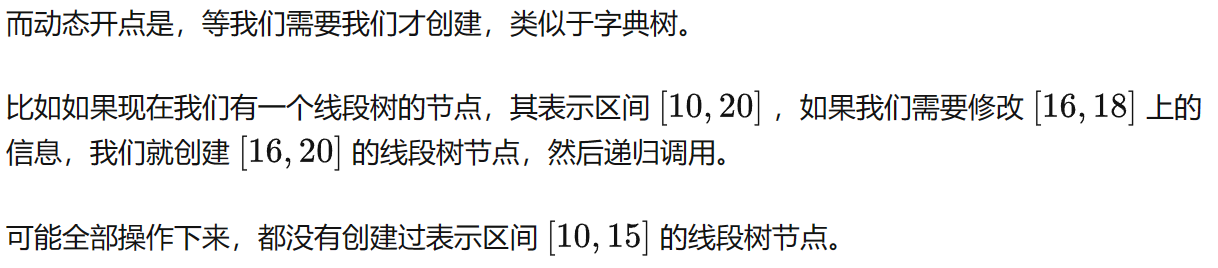 而动态开点是，等我们需要我们才创建，类似于字典树。
比如如果现在我们有一个线段树的节点，其表示区间 [10, 20] ，如果我们需要修改 [16, 18] 上的
信息，我们就创建 [16, 20] 的线段树节点，然后递归调用。
可能全部操作下来，都没有创建过表示区间 [10, 15] 的线段树节点。